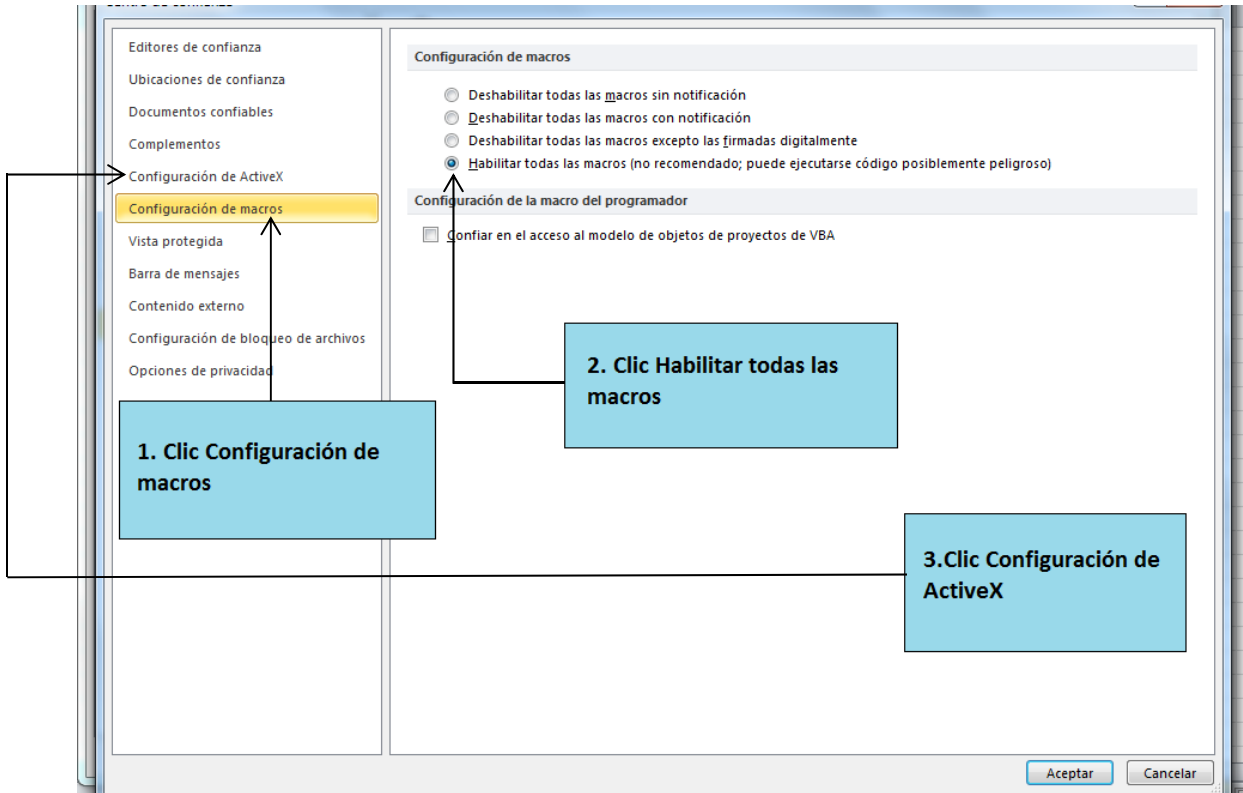 Centro de confianza
Editores de confianza
Ubicaciones de confianza
Documentos confiables
Complementos
Configuración de ActiveX
Configuración de macros
Vista protegida
Barra de mensajes
Contenido externo
Configuración de bloqueo de archivos
Opciones de privacidad
Configuración de macros
Deshabilitar todas las macros sin notificación
Deshabilitar todas las macros con notificación
Deshabilitar todas las macros excepto las firmadas digitalmente
Habilitar todas las macros (no recomendado; puede ejecutarse código posiblemente peligroso)
Configuración de la macro del programador
Confiar en el acceso al modelo de objetos de proyectos de VBA
2. Clic Habilitar todas las
macros
1. Clic Configuración de
macros
3.Clic Configuración de
ActiveX
Aceptar
Cancelar